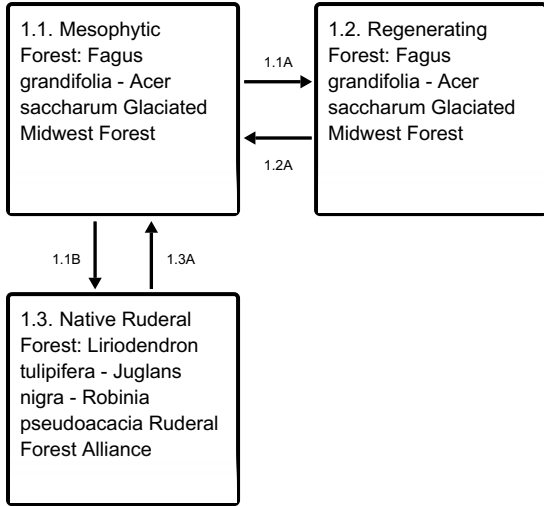 1.1. Mesophytic
Forest: Fagus
grandifolia - Acer
saccharum Glaciated
Midwest Forest
1.1A
1.2. Regenerating
Forest: Fagus
grandifolia - Acer
saccharum Glaciated
Midwest Forest
1.2A
1.1B
1.3A
1.3. Native Ruderal
Forest: Liriodendron
tulipifera - Juglans
nigra - Robinia
pseudoacacia Ruderal
Forest Alliance